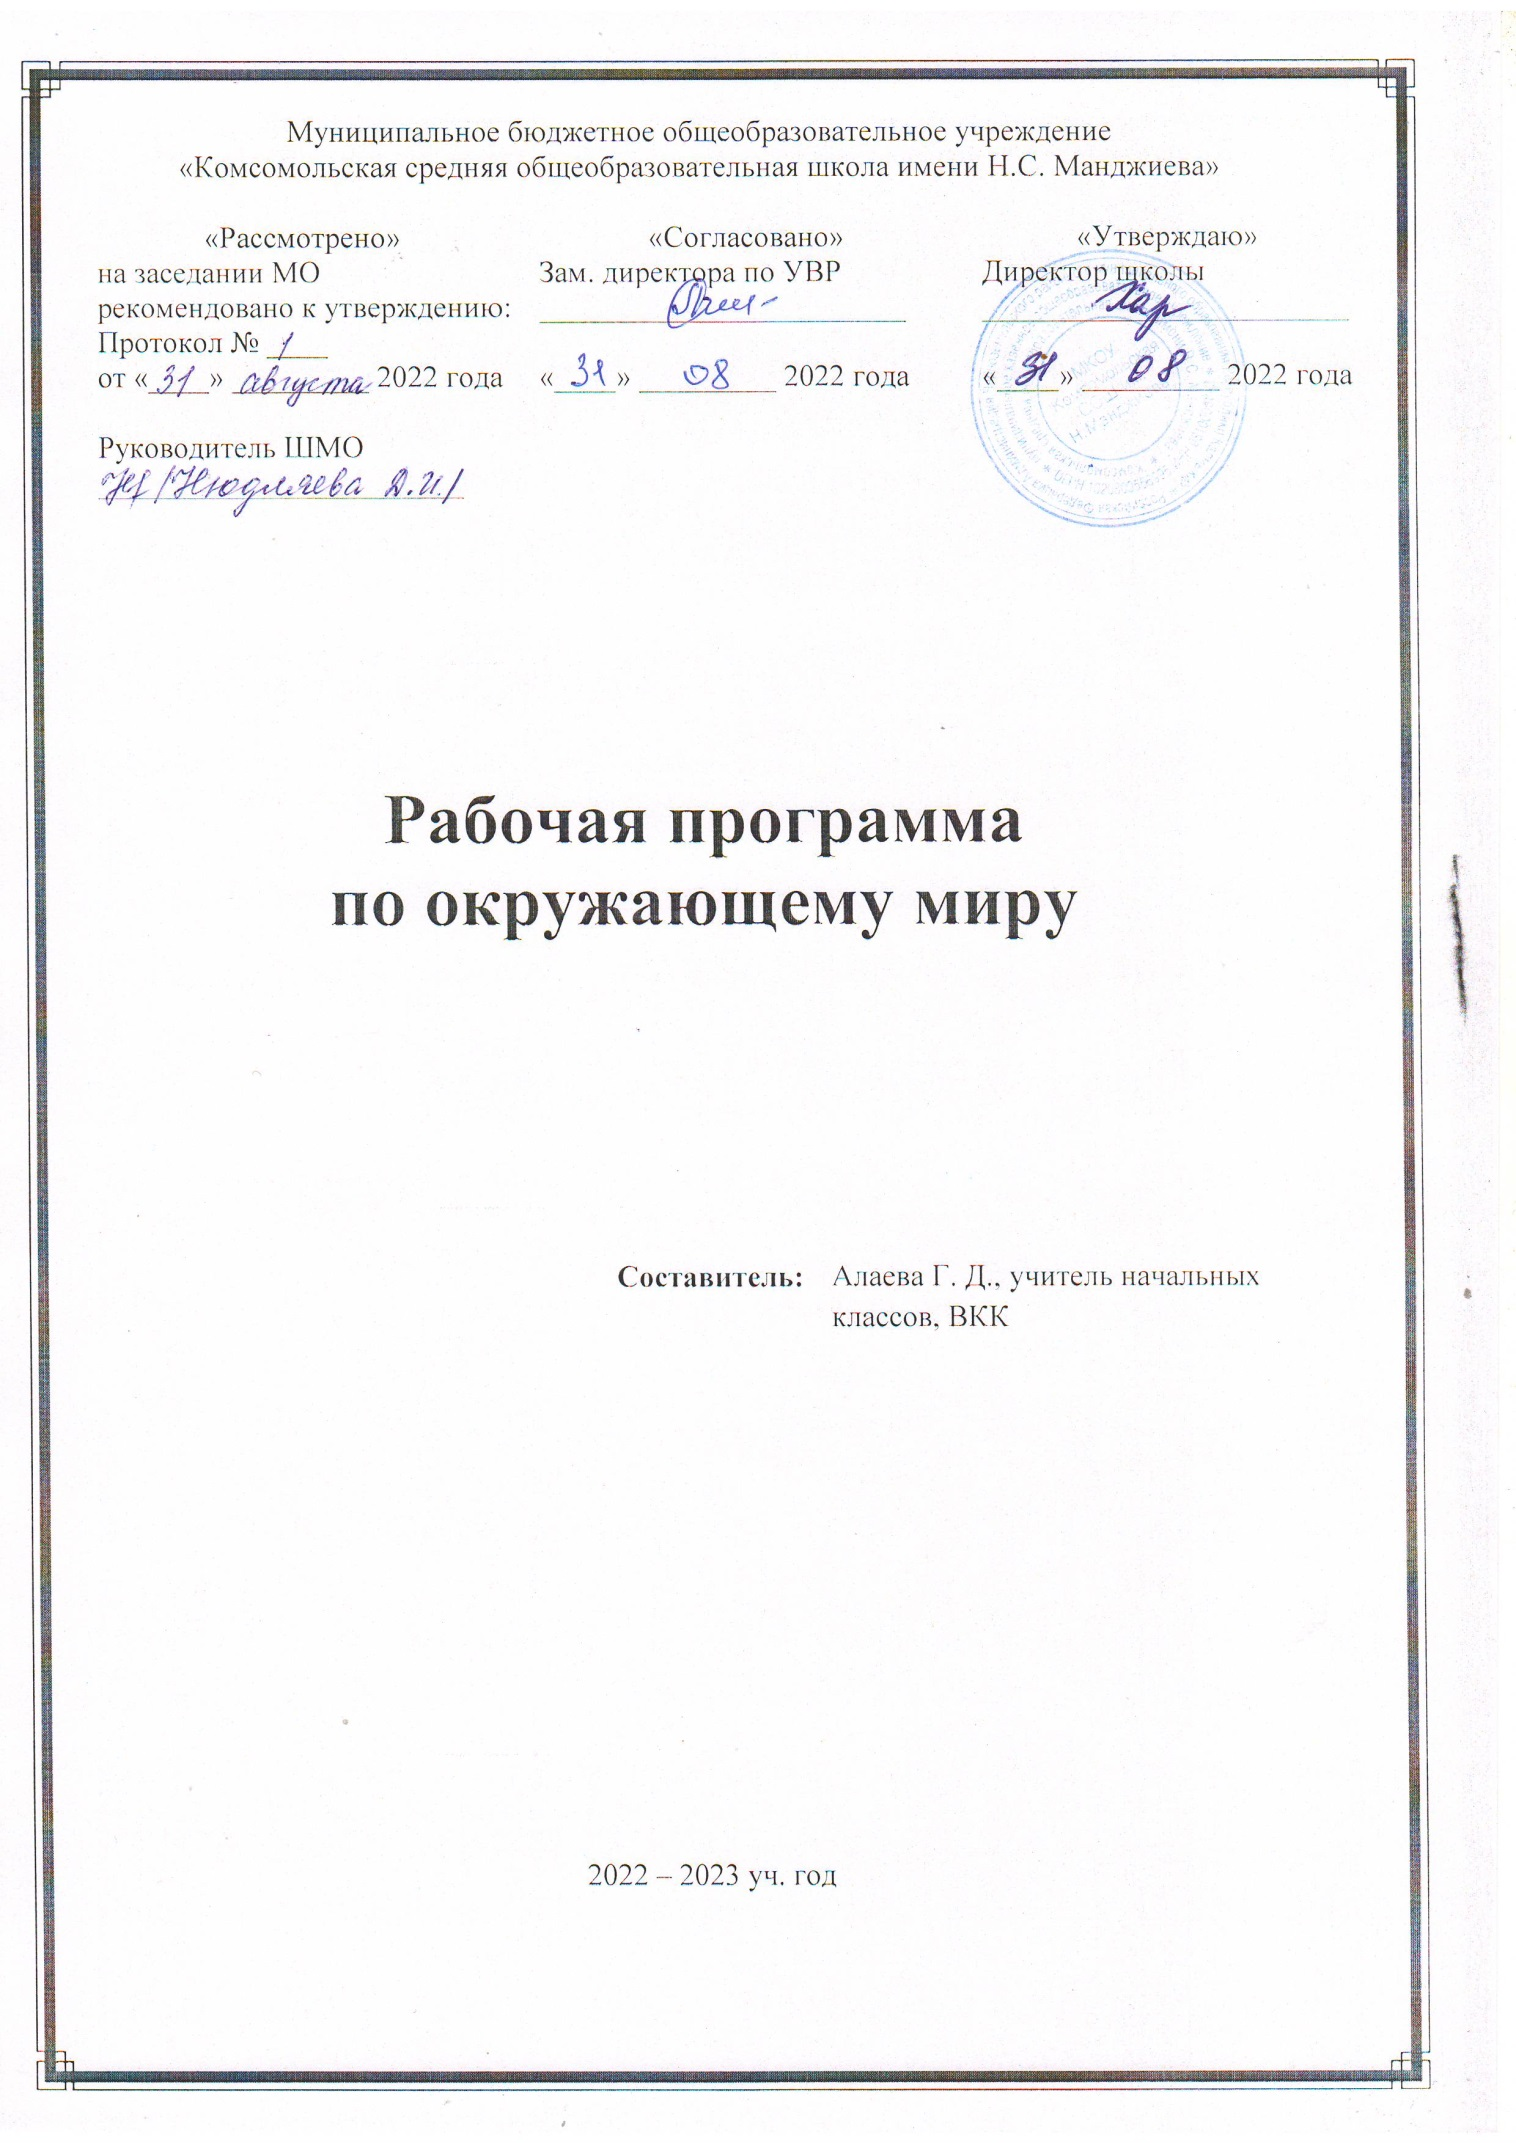 Муниципальное бюджетное общеобразовательное учреждение
«Комсомольская средняя общеобразовательная школа имени Н.С. Манджиева»
«Рассмотрено»
на заседании МО
рекомендовано к утверждению:
Протокол № 1
от «31» августа 2022 года
Руководитель ШМО
/Нюдляева Д.И./
«Согласовано»
Зам. директора по УВР
«31» 08 2022 года
«Утверждаю»
Директор школы
Хар
«31» 08 2022 года
МКОУ
Рабочая программа
по окружающему миру
Составитель: Алаева Г. Д., учитель начальных
классов, ВКК
2022 – 2023 уч. год